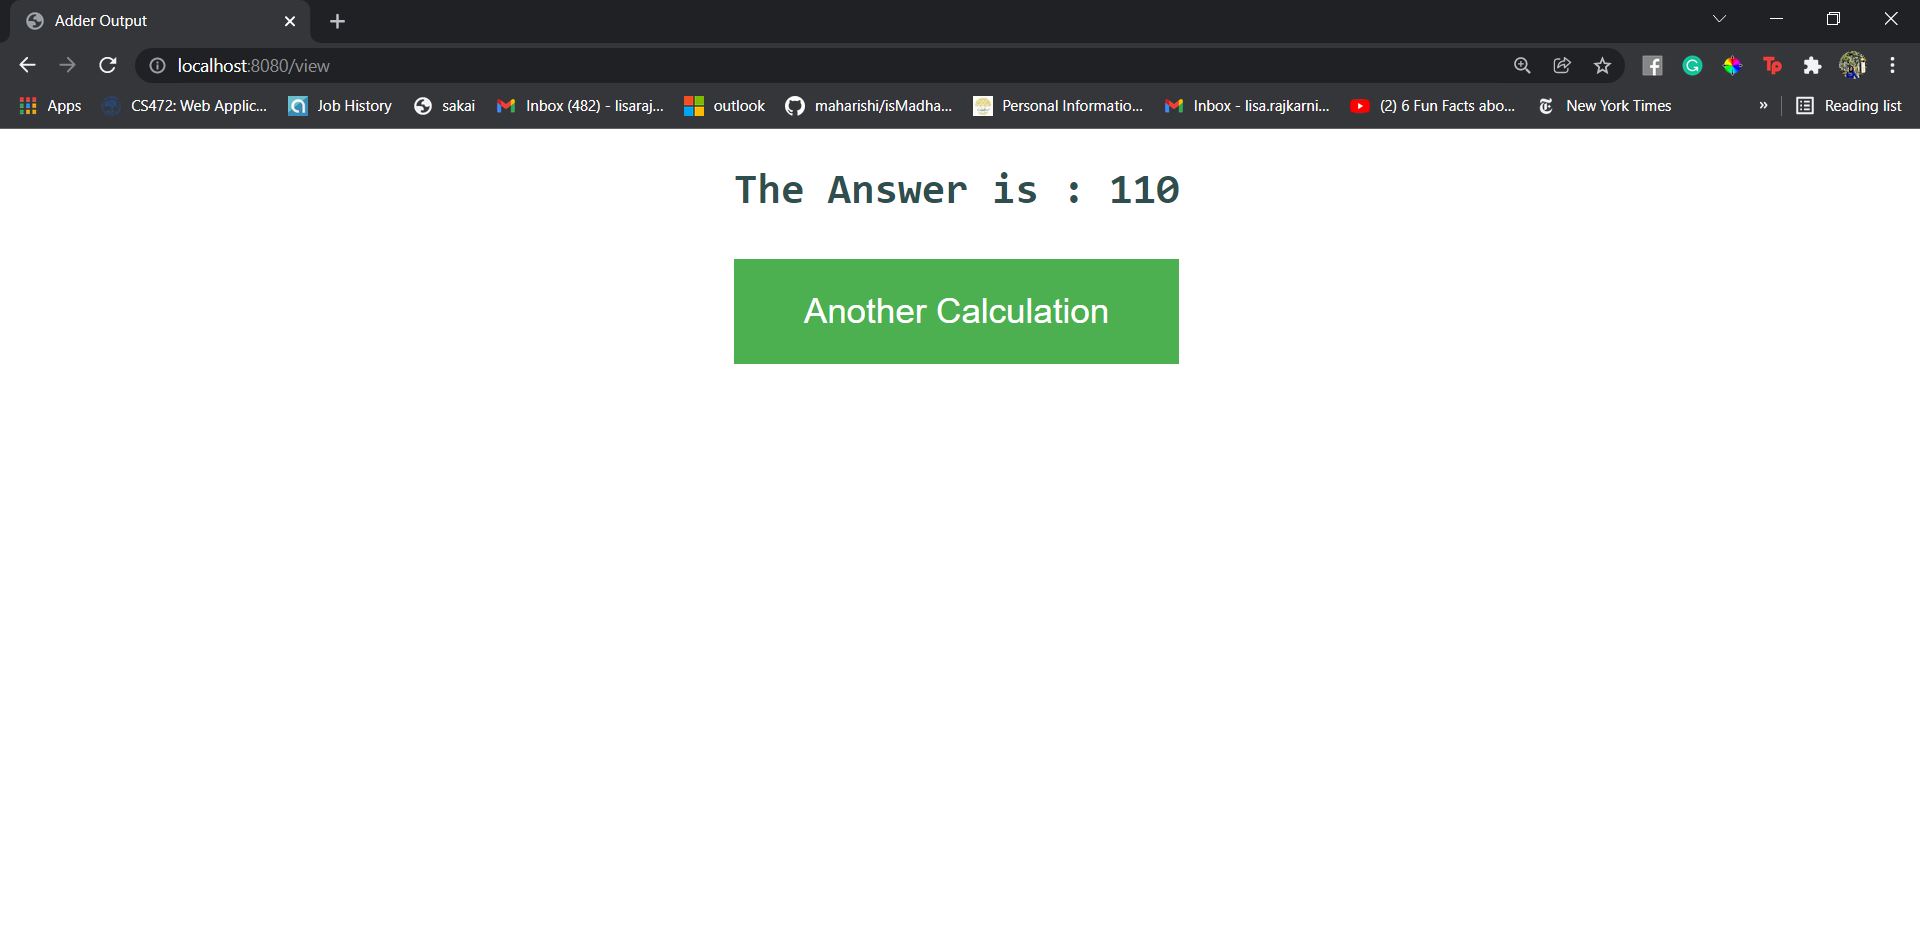 Adder Output
localhost:8080/view
Apps CS472: Web Applic... Job History sakai Inbox (482) - lisaraj... outlook maharishi/isMadha... Personal Informatio... Inbox - lisa.rajkarni... (2) 6 Fun Facts abo... New York Times » Reading list
The Answer is : 110
Another Calculation